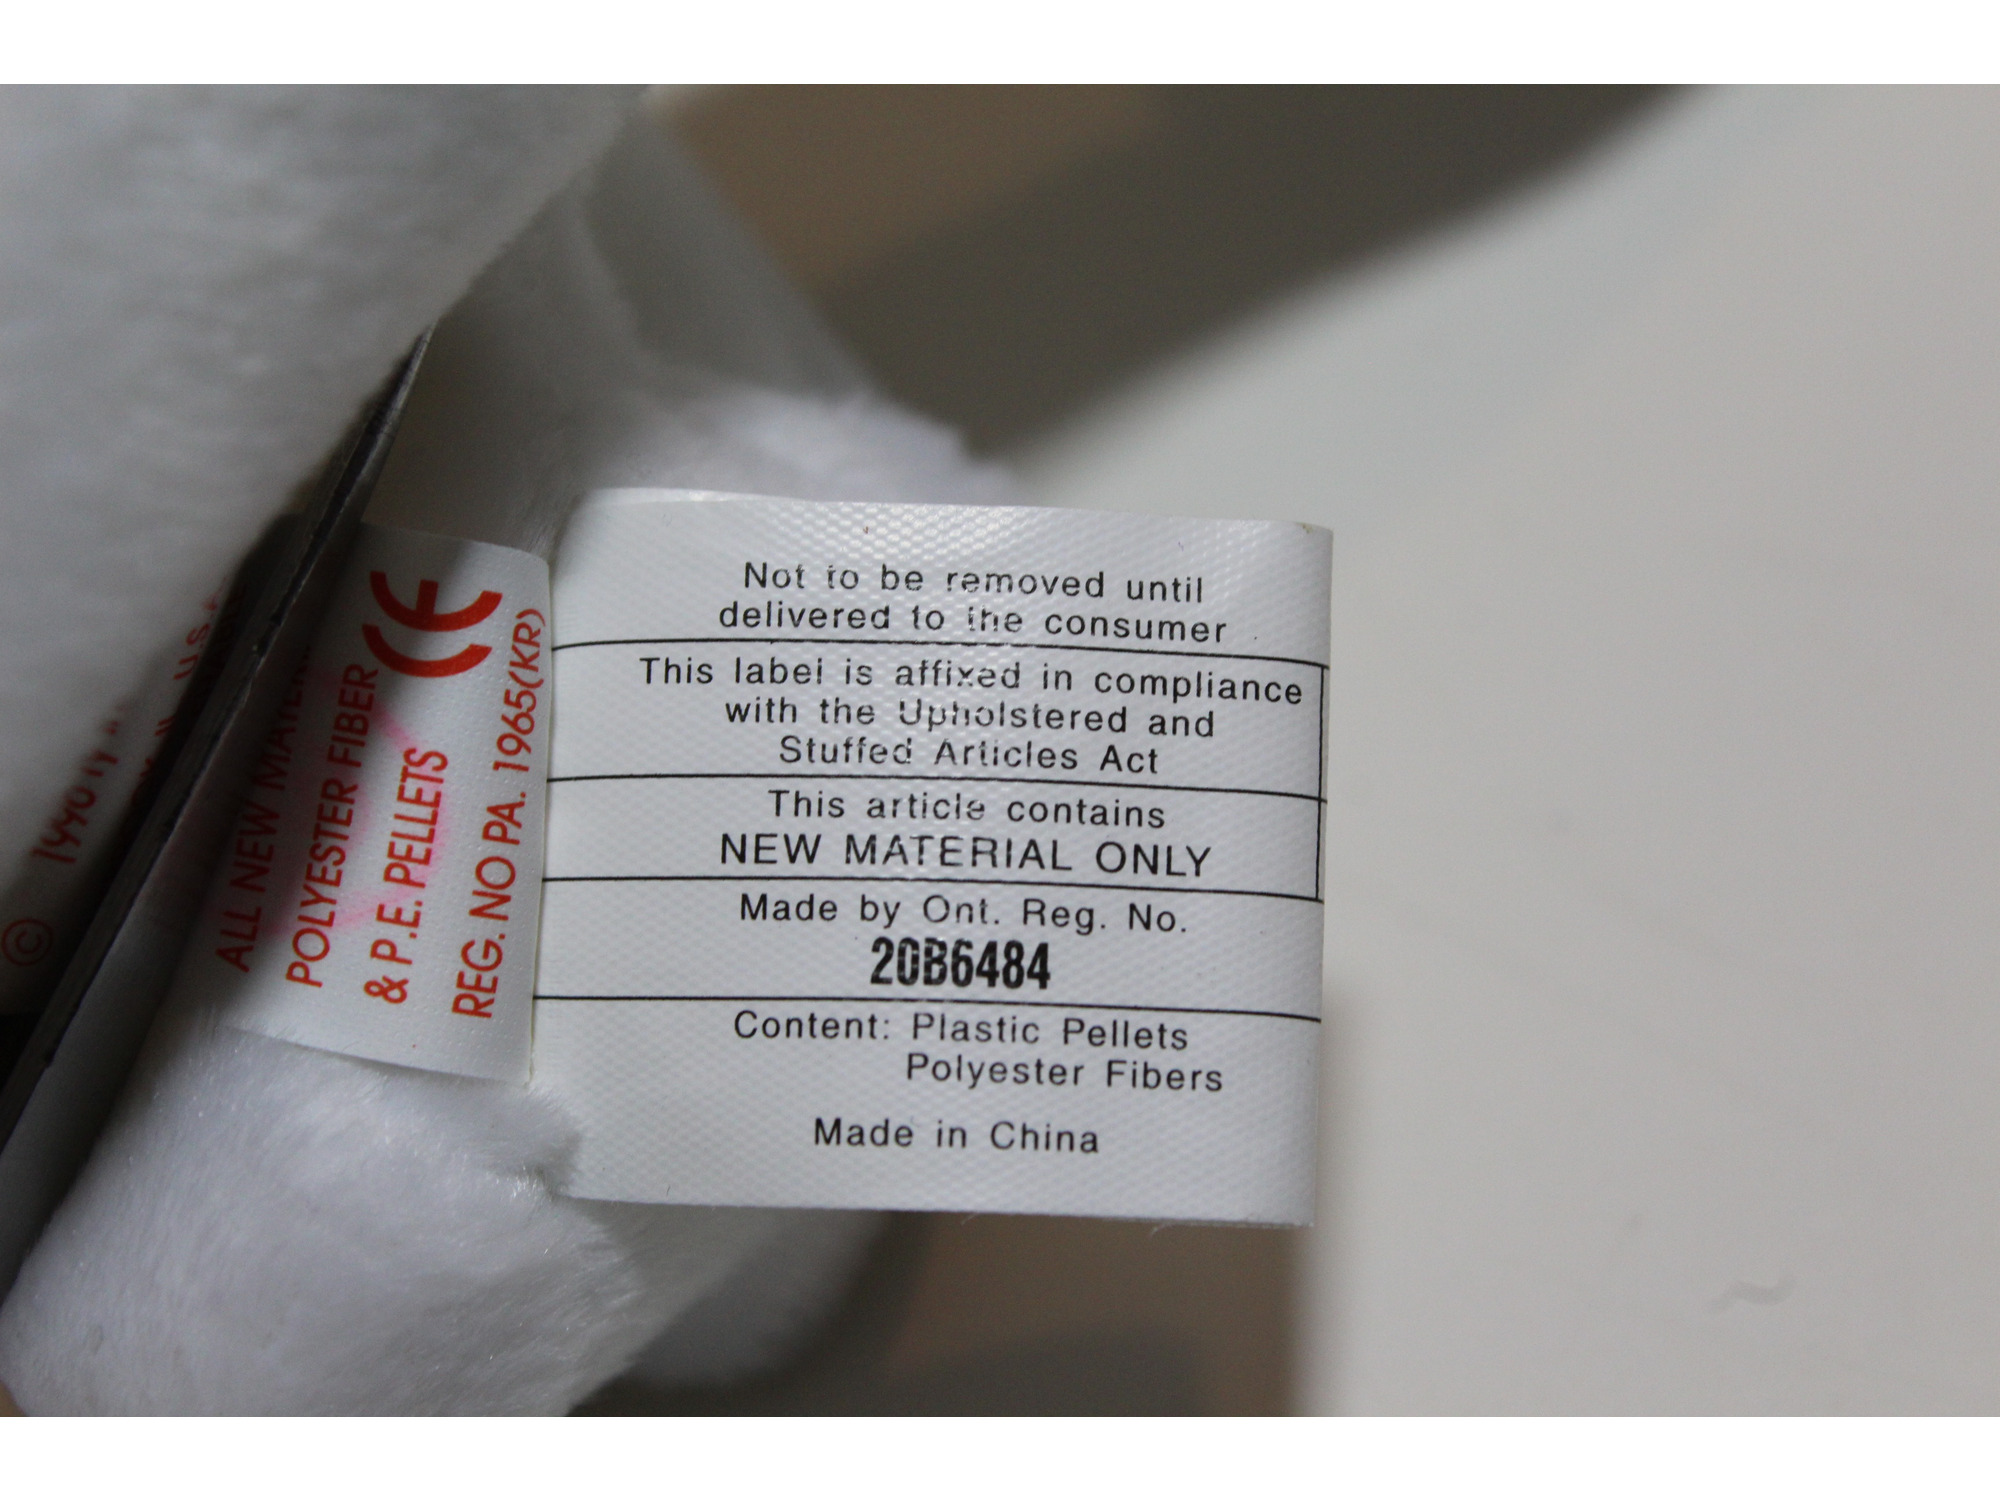 Not to be removed until
delivered to the consumer
This label is affixed in compliance
with the Upholstered and
Stuffed Articles Act
This article contains
NEW MATERIAL ONLY
Made by Ont. Reg. No.
20B6484
Content: Plastic Pellets
Polyester Fibers
Made in China
ALL NEW
POLYESTER FIBER
& P.E. PELLETS
REG. NO PA. 1965(KR)
CE
©
U.S.A.